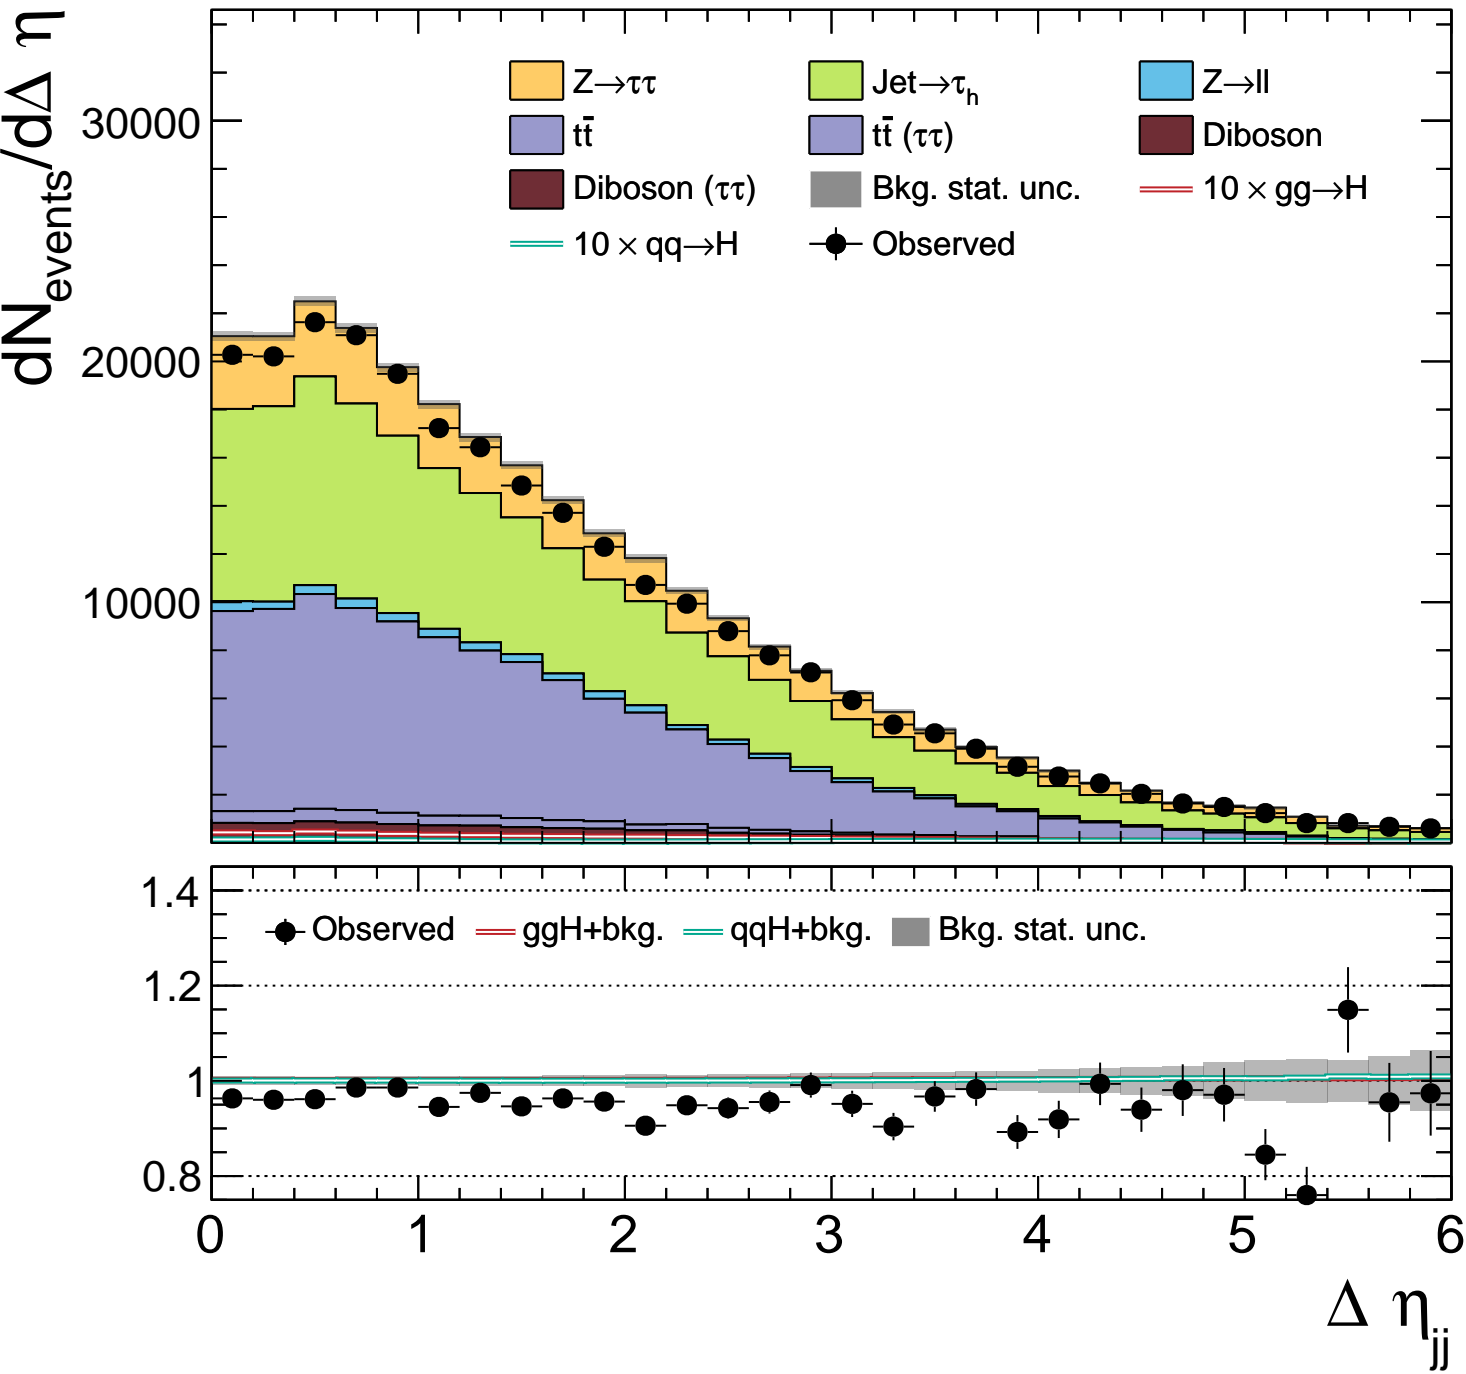 dN_events/dΔ η
30000
20000
10000
Z→ττ Jet→τ_h Z→ll
tt̄ tt̄ (ττ) Diboson
Diboson (ττ) Bkg. stat. unc. 10 × gg→H
10 × qq→H Observed
1.4
1.2
1
0.8
Observed ggH+bkg. qqH+bkg. Bkg. stat. unc.
0 1 2 3 4 5 6
Δ η_jj